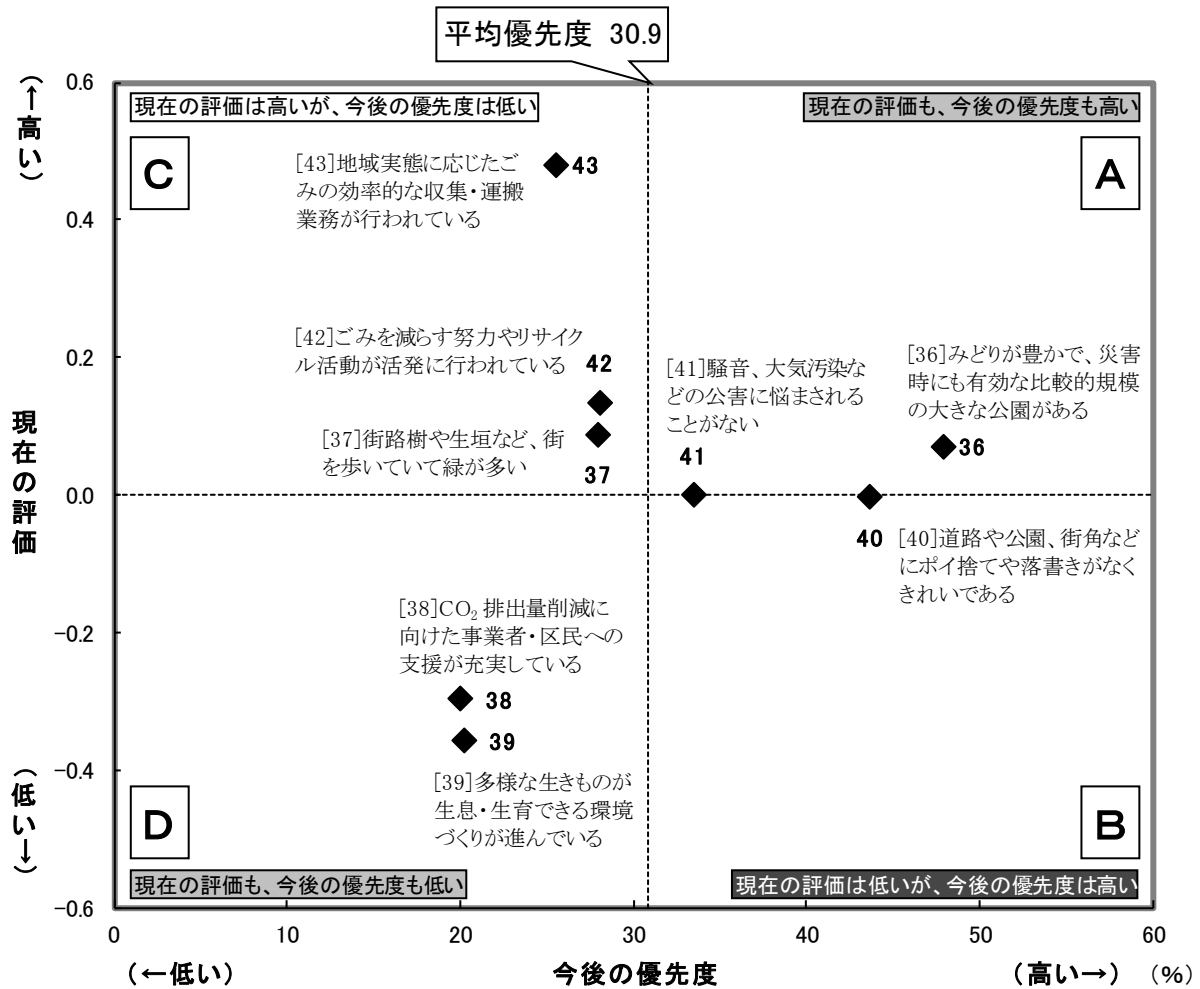 平均優先度 30.9
(←高い)
0.6
0.4
0.2
0.0
-0.2
-0.4
-0.6
現在の評価
(低い→)
現在の評価は高いが、今後の優先度は低い
C
現在の評価も、今後の優先度も高い
A
[43]地域実態に応じたご
みの効率的な収集・運搬
業務が行われている
43
[42]ごみを減らす努力やリサイク
ル活動が活発に行われている
42
[37]街路樹や生垣など、街
を歩いていて緑が多い
37
[41]騒音、大気汚染な
どの公害に悩まされる
ことがない
41
[36]みどりが豊かで、災害
時にも有効な比較的規模
の大きな公園がある
36
40
[40]道路や公園、街角など
にポイ捨てや落書きがなく
きれいである
[38]CO₂排出量削減に
向けた事業者・区民への
支援が充実している
38
39
[39]多様な生きものが
生息・生育できる環境
づくりが進んでいる
D
現在の評価も、今後の優先度も低い
B
現在の評価は低いが、今後の優先度は高い
0 10 20 30 40 50 60
(←低い) 今後の優先度 (高い→) (%)